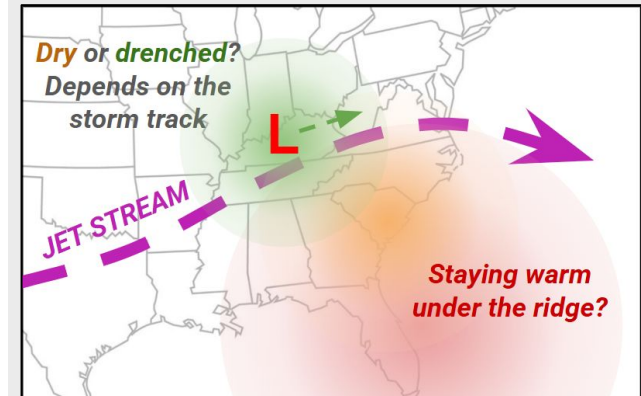 Dry or drenched?
Depends on the
storm track
L
JET STREAM
Staying warm
under the ridge?